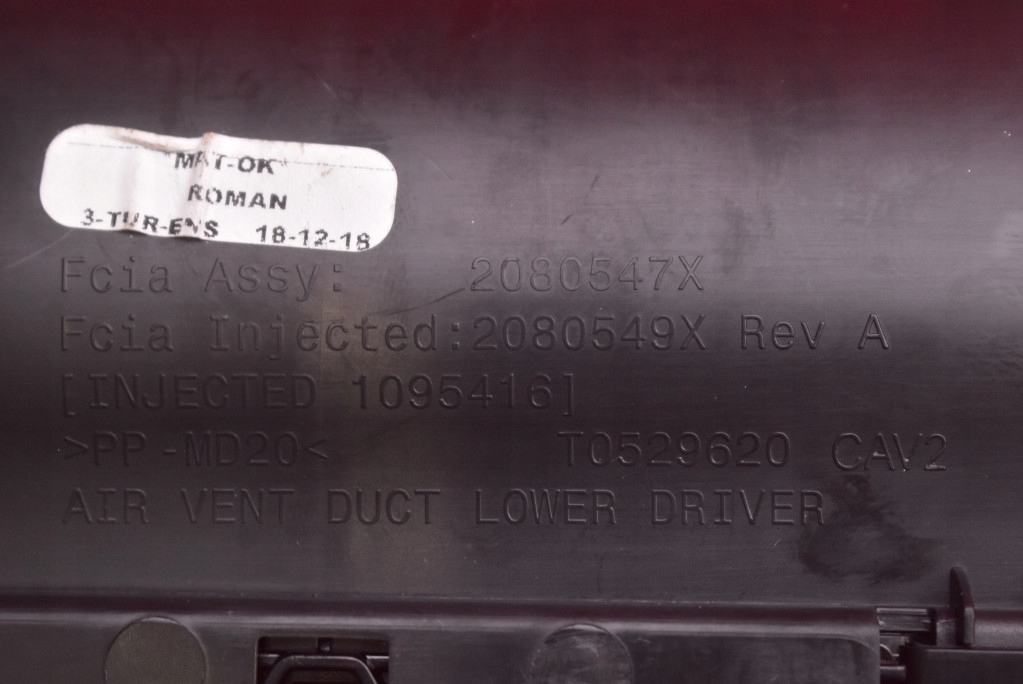 *MAT-OK*
ROMAN
3-TUR-ENS 18-12-18
Fcia Assy: 2080547X
Fcia Injected:2080549X Rev A
[INJECTED 1095416]
>PP-MD20< T0529620 CAV2
AIR VENT DUCT LOWER DRIVER